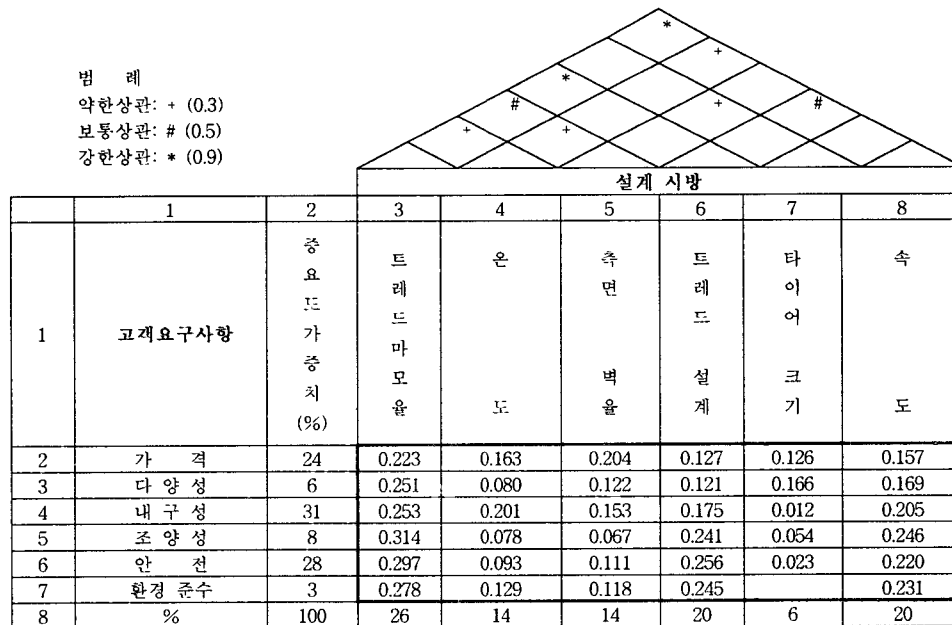 *
+
*
# + #
+ +
범 례
약한상관: + (0.3)
보통상관: # (0.5)
강한상관: * (0.9)
설계 시방
1 2 3 4 5 6 7 8
1 고객요구사항 중요도가중치(%) 트레드마모율 온도 측면벽율 트레드설계 타이어크기 속도
2 가 격 24 0.223 0.163 0.204 0.127 0.126 0.157
3 다 양 성 6 0.251 0.080 0.122 0.121 0.166 0.169
4 내 구 성 31 0.253 0.201 0.153 0.175 0.012 0.205
5 조 양 성 8 0.314 0.078 0.067 0.241 0.054 0.246
6 안 전 28 0.297 0.093 0.111 0.256 0.023 0.220
7 환경 준수 3 0.278 0.129 0.118 0.245 0.231
8 % 100 26 14 14 20 6 20